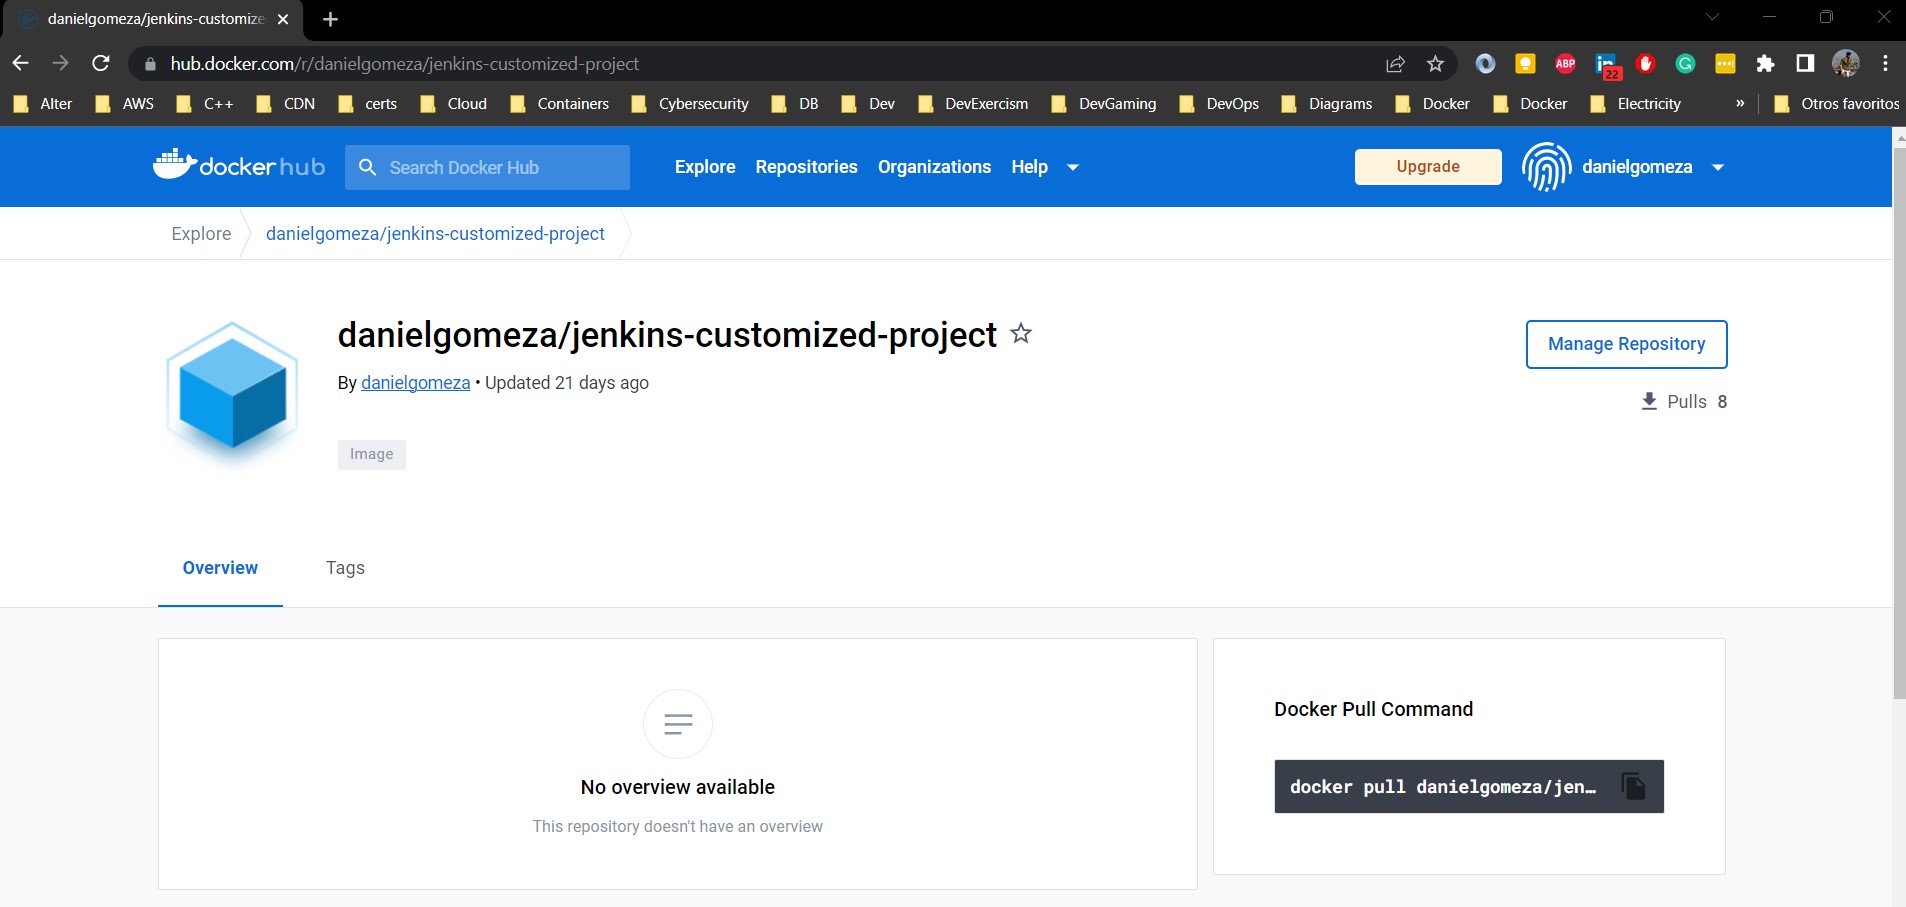 danielgomeza/jenkins-customize
hub.docker.com/r/danielgomeza/jenkins-customized-project
ABP
in
22
G
Alter AWS C++ CDN certs Cloud Containers Cybersecurity DB Dev DevExercism DevGaming DevOps Diagrams Docker Docker Electricity » Otros favoritos
dockerhub Search Docker Hub Explore Repositories Organizations Help Upgrade danielgomeza
Explore danielgomeza/jenkins-customized-project
danielgomeza/jenkins-customized-project
Manage Repository
By danielgomeza • Updated 21 days ago
Pulls 8
Image
Overview Tags
Docker Pull Command
docker pull danielgomeza/jen…
No overview available
This repository doesn't have an overview